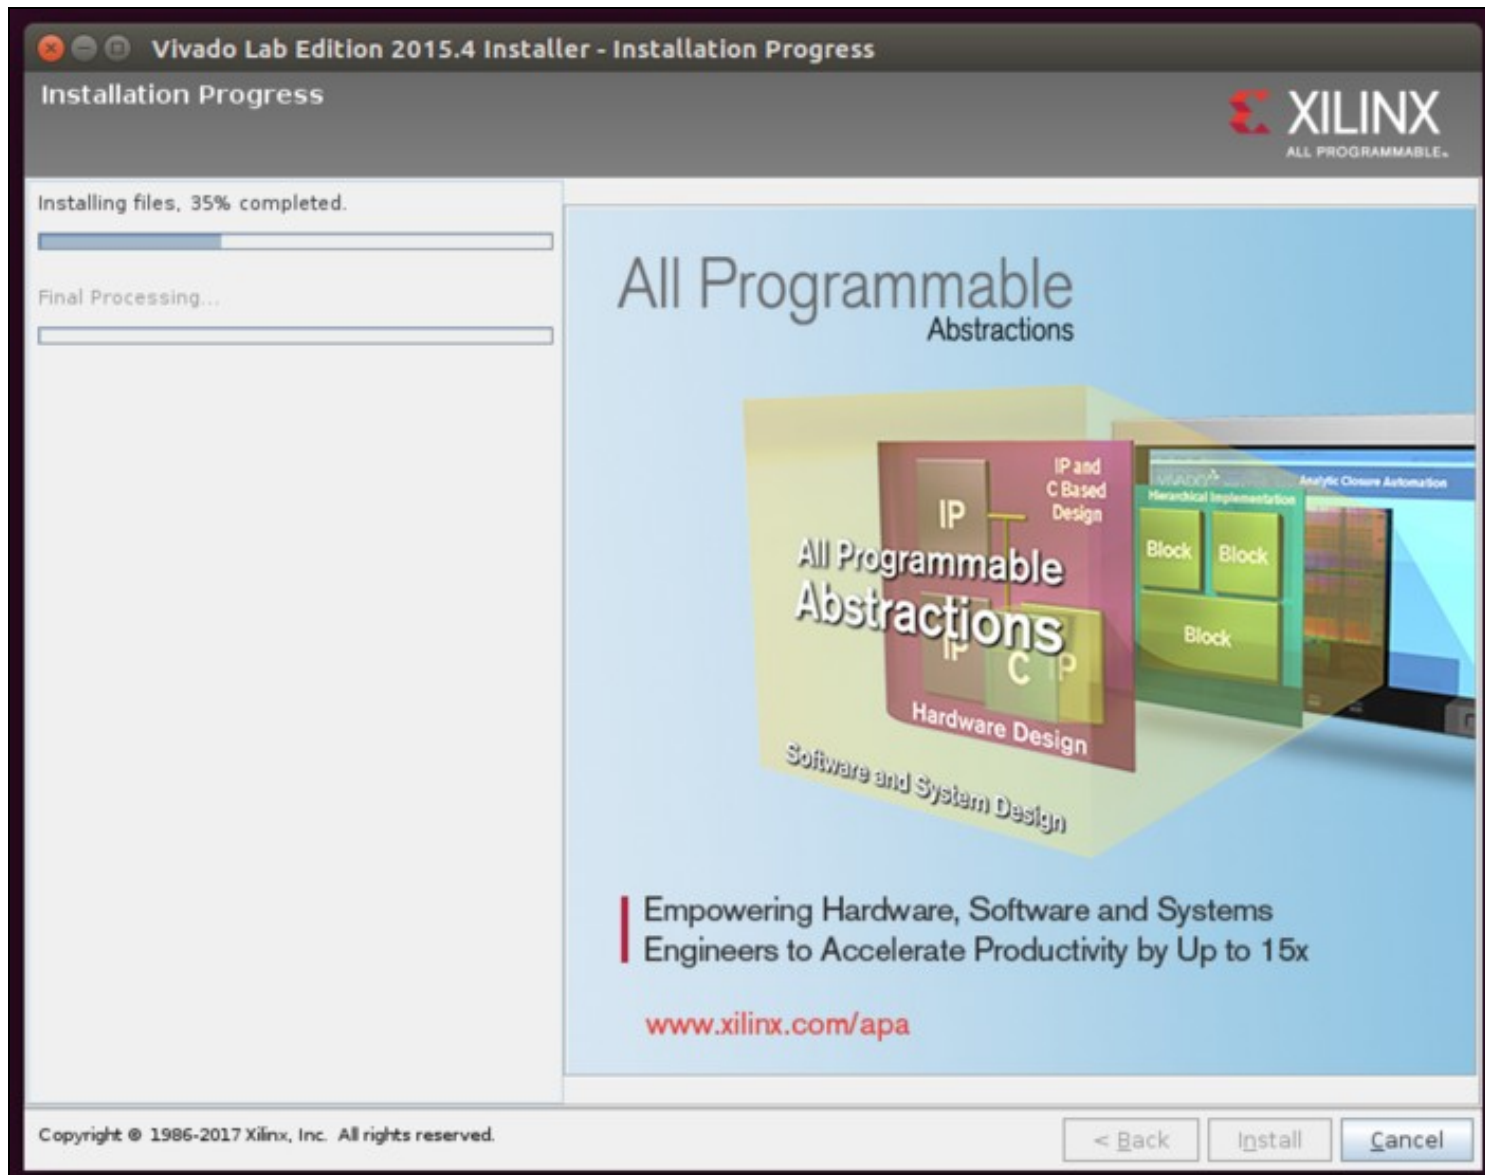 Vivado Lab Edition 2015.4 Installer - Installation Progress
Installation Progress
XILINX
ALL PROGRAMMABLE.
Installing files, 35% completed.
Final Processing...
All Programmable
Abstractions
IP and
C Based
Design
IP
All Programmable
Abstractions
IP
C
IP
Hardware Design
Software and System Design
VIVADO
Analytic Closure Automation
Hierarchical Implementation
Block
Block
Block
Empowering Hardware, Software and Systems
Engineers to Accelerate Productivity by Up to 15x
www.xilinx.com/apa
Copyright © 1986-2017 Xilinx, Inc. All rights reserved.
< Back
Install
Cancel